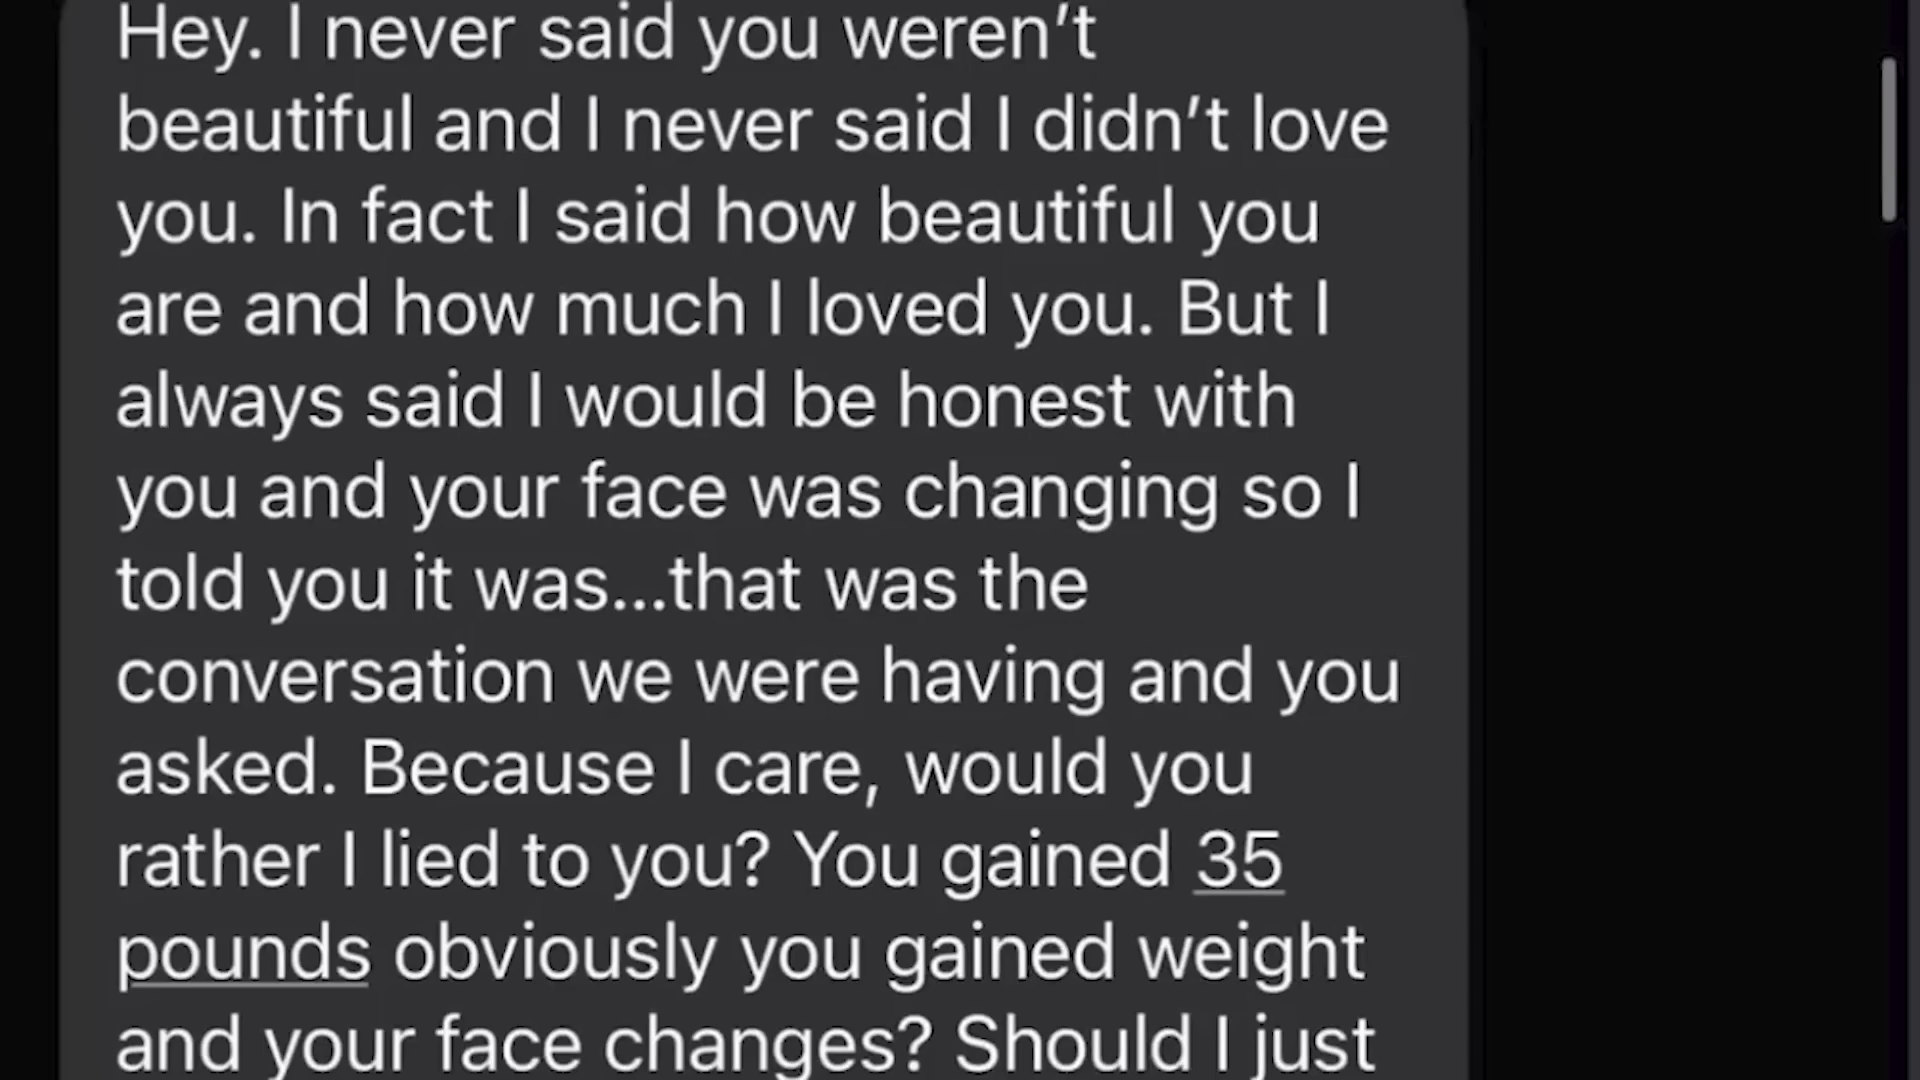 Hey. I never said you weren’t
beautiful and I never said I didn’t love
you. In fact I said how beautiful you
are and how much I loved you. But I
always said I would be honest with
you and your face was changing so I
told you it was...that was the
conversation we were having and you
asked. Because I care, would you
rather I lied to you? You gained 35
pounds obviously you gained weight
and your face changes? Should I just